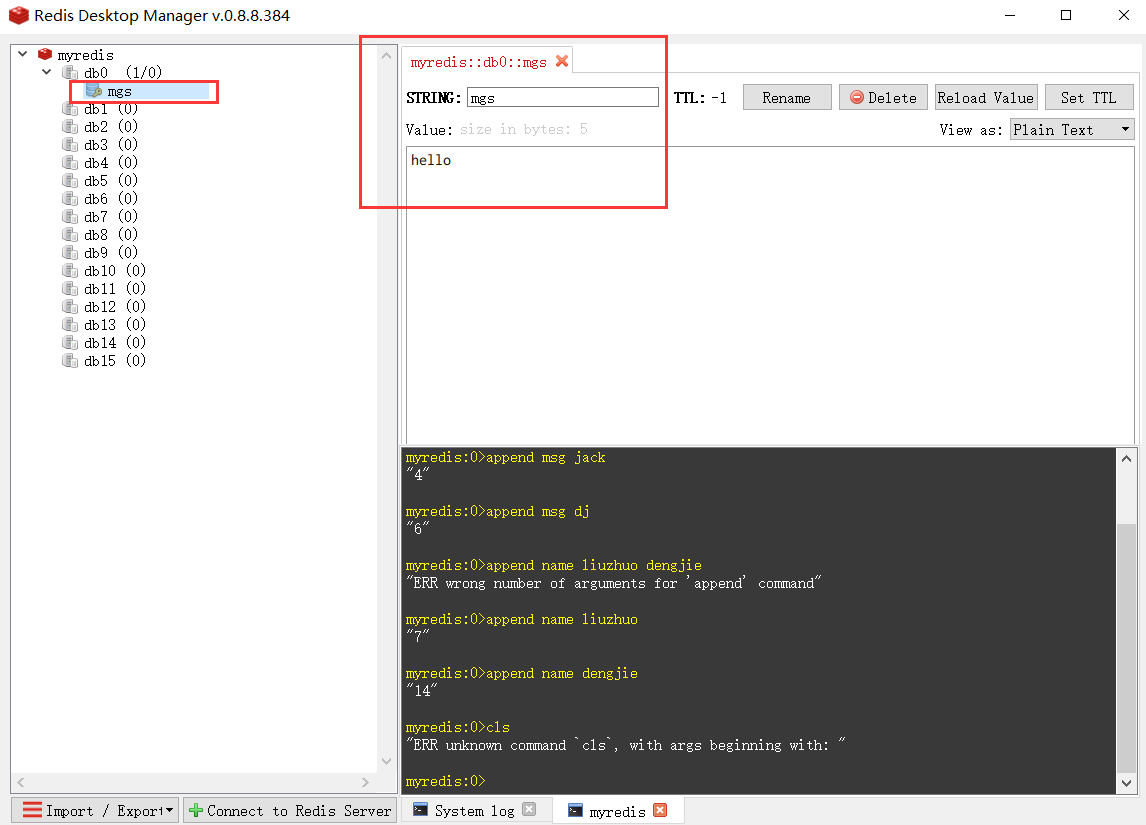 Redis Desktop Manager v.0.8.8.384
myredis
db0 (1/0)
mgs
db1 (0)
db2 (0)
db3 (0)
db4 (0)
db5 (0)
db6 (0)
db7 (0)
db8 (0)
db9 (0)
db10 (0)
db11 (0)
db12 (0)
db13 (0)
db14 (0)
db15 (0)
myredis::db0::mgs
STRING: mgs TTL: -1 Rename Delete Reload Value Set TTL
Value: size in bytes: 5 View as: Plain Text
hello
myredis:0>append msg jack
"4"
myredis:0>append msg dj
"6"
myredis:0>append name liuzhuo dengjie
"ERR wrong number of arguments for 'append' command"
myredis:0>append name liuzhuo
"7"
myredis:0>append name dengjie
"14"
myredis:0>cls
"ERR unknown command `cls`, with args beginning with: "
myredis:0>
Import / Export Connect to Redis Server System log myredis